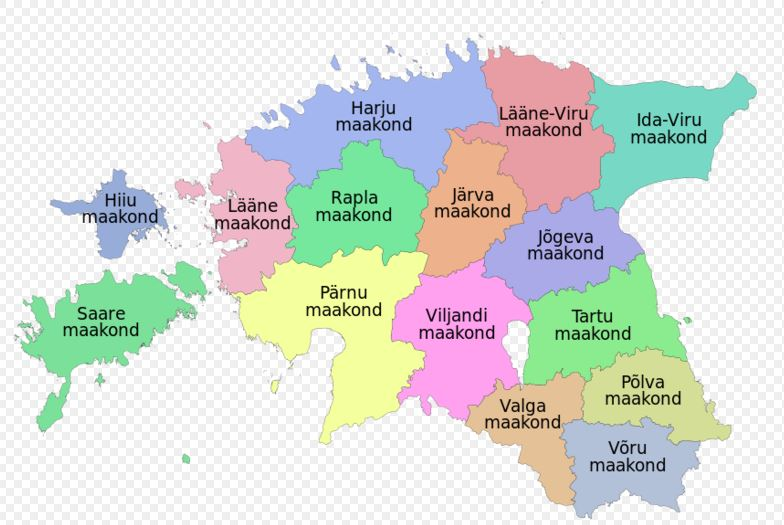 Harju
maakond
Lääne-Viru
maakond
Ida-Viru
maakond
Hiiu
maakond
Lääne
maakond
Rapla
maakond
Järva
maakond
Jõgeva
maakond
Saare
maakond
Pärnu
maakond
Viljandi
maakond
Tartu
maakond
Põlva
maakond
Valga
maakond
Võru
maakond